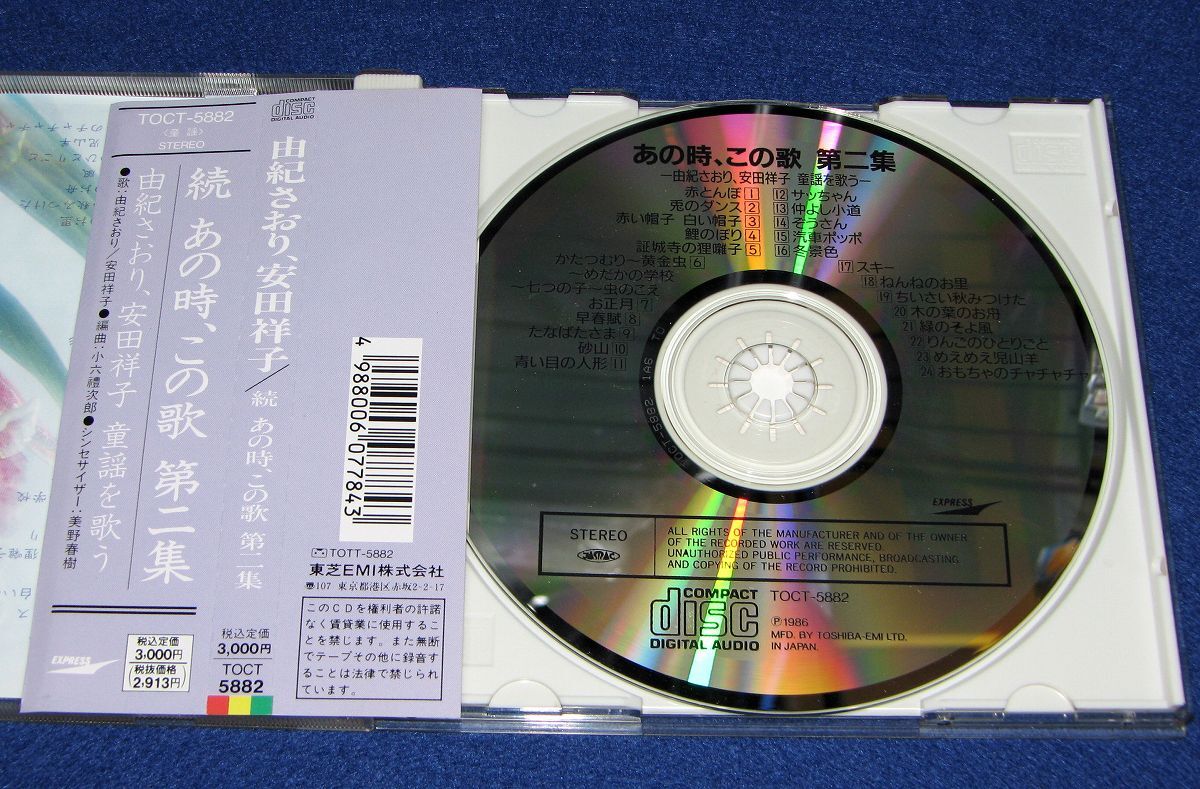 TOCT-5882
〈童謡〉
STEREO
続 あの時、この歌 第二集
由紀さおり、安田祥子 童謡を歌う
●歌:由紀さおり/安田祥子●編曲:小六禮次郎●シンセサイザー:美野春樹
EXPRESS
税込定価
3,000円
(税抜価格)
2,913円
COMPACT
disc
DIGITAL AUDIO
由紀さおり、安田祥子/続 あの時、この歌 第二集
税込定価
3,000円
TOCT
5882
4988006077843
TOTT-5882
東芝EMI株式会社
〠107 東京都港区赤坂2-2-17
このCDを権利者の許諾
なく賃貸業に使用するこ
とを禁じます。また無断
でテープその他に録音す
ることは法律で禁じられ
ています。
あの時、この歌 第二集
—由紀さおり、安田祥子 童謡を歌う—
赤とんぼ 1
兎のダンス 2
赤い帽子 白い帽子 3
鯉のぼり 4
証城寺の狸囃子 5
かたつむり〜黄金虫 6
〜めだかの学校
〜七つの子〜虫のこえ
お正月 7
早春賦 8
たなばたさま 9
砂山 10
青い目の人形 11
12 サッちゃん
13 仲よし小道
14 ぞうさん
15 汽車ポッポ
16 冬景色
17 スキー
18 ねんねのお里
19 ちいさい秋みつけた
20 木の葉のお舟
21 緑のそよ風
22 りんごのひとりごと
23 めえめえ児山羊
24 おもちゃのチャチャチャ
TOCT-5882 1A6 TO
EXPRESS
STEREO
JASRAC
ALL RIGHTS OF THE MANUFACTURER AND OF THE OWNER
OF THE RECORDED WORK ARE RESERVED.
UNAUTHORIZED PUBLIC PERFORMANCE, BROADCASTING
AND COPYING OF THE RECORD PROHIBITED.
COMPACT
disc
DIGITAL AUDIO
TOCT-5882
Ⓟ1986
MFD. BY TOSHIBA-EMI LTD.
IN JAPAN.